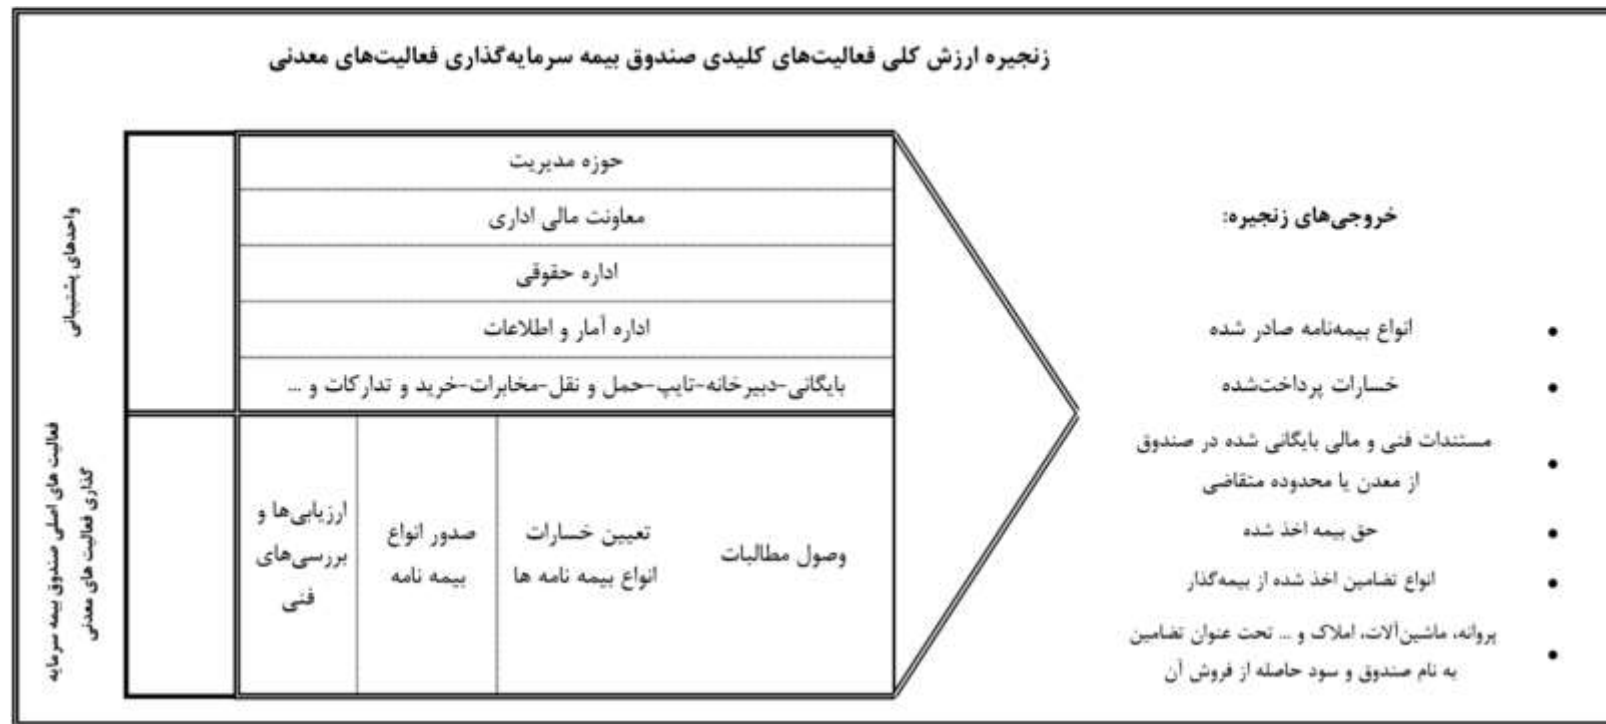 زنجیره ارزش کلی فعالیت‌های کلیدی صندوق بیمه سرمایه‌گذاری فعالیت‌های معدنی
واحدهای پشتیبانی
حوزه مدیریت
معاونت مالی اداری
اداره حقوقی
اداره آمار و اطلاعات
بایگانی-دبیرخانه-تایپ-حمل و نقل-مخابرات-خرید و تدارکات و ...
فعالیت های اصلی صندوق بیمه سرمایه
گذاری فعالیت های معدنی
ارزیابی‌ها و
بررسی‌های
فنی
صدور انواع
بیمه نامه
تعیین خسارات
انواع بیمه نامه ها
وصول مطالبات
خروجی‌های زنجیره:
• انواع بیمه‌نامه صادر شده
• خسارات پرداخت‌شده
• مستندات فنی و مالی بایگانی شده در صندوق
از معدن یا محدوده متقاضی
• حق بیمه اخذ شده
• انواع تضامین اخذ شده از بیمه‌گذار
• پروانه، ماشین‌آلات، املاک و ... تحت عنوان تضامین
به نام صندوق و سود حاصله از فروش آن